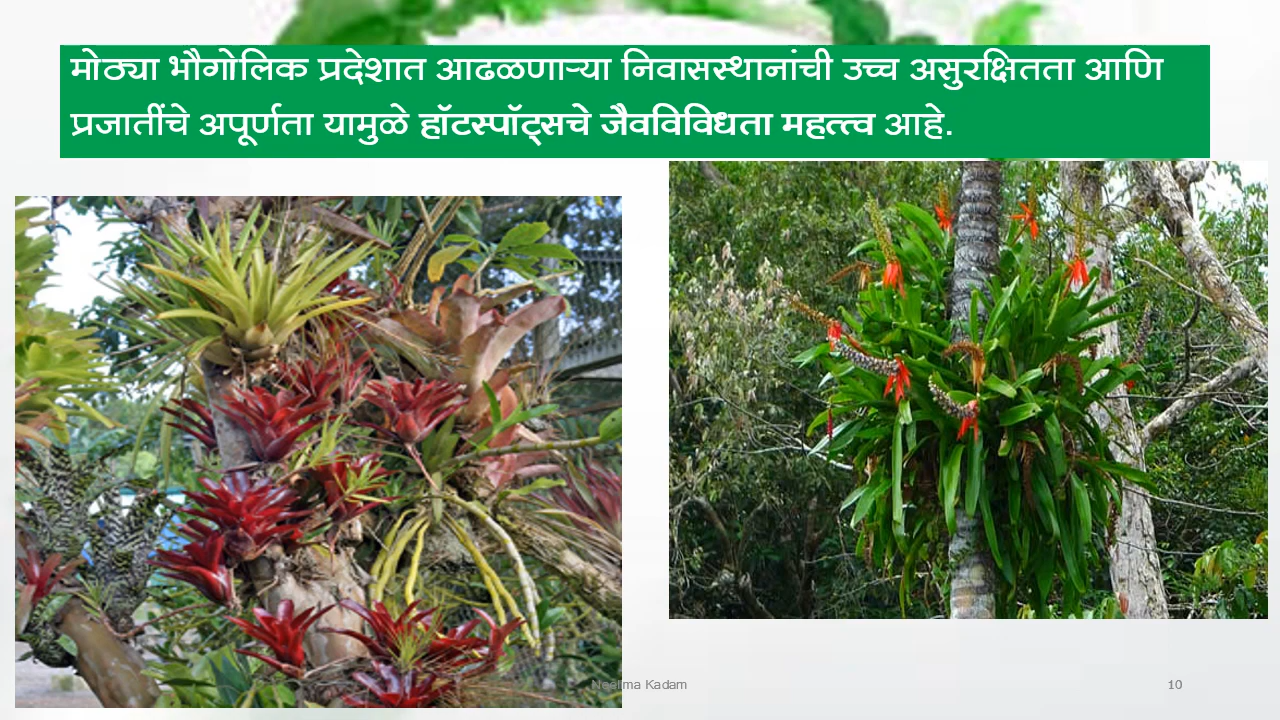 मोठ्या भौगोलिक प्रदेशात आढळणाऱ्या निवासस्थानांची उच्च असुरक्षितता आणि
प्रजातींचे अपूर्णता यामुळे हॉटस्पॉट्सचे जैवविविधता महत्त्व आहे.
Neelima Kadam
10